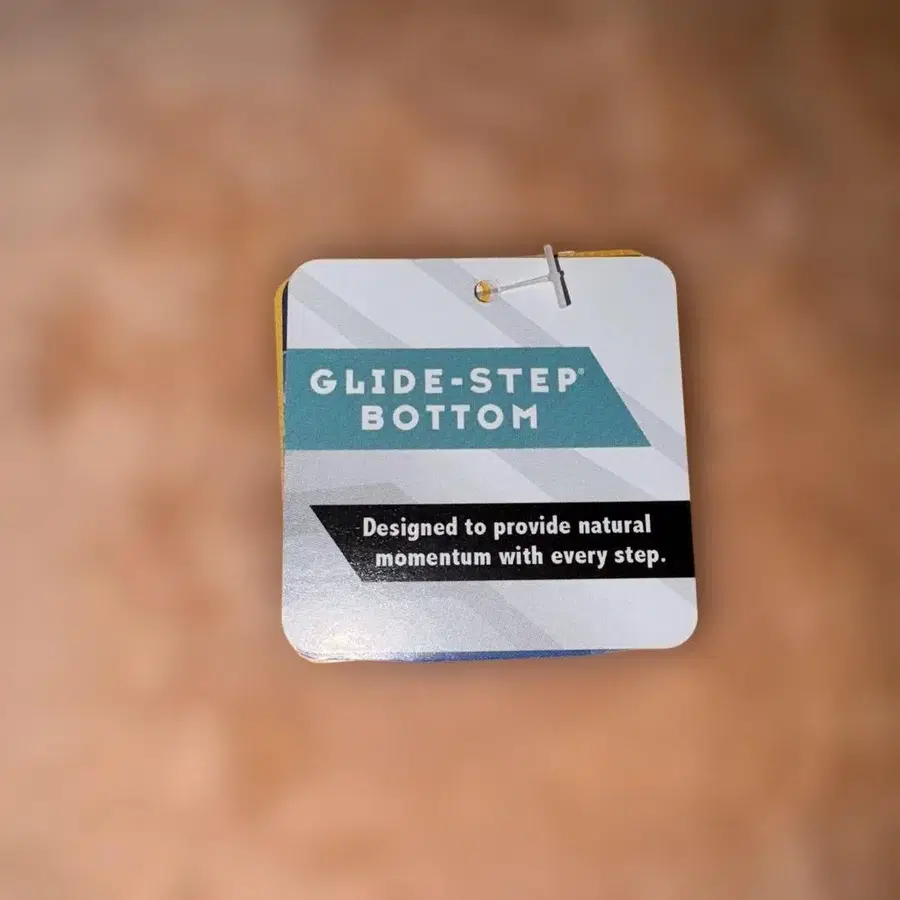 GLIDE-STEP®
BOTTOM
Designed to provide natural
momentum with every step.